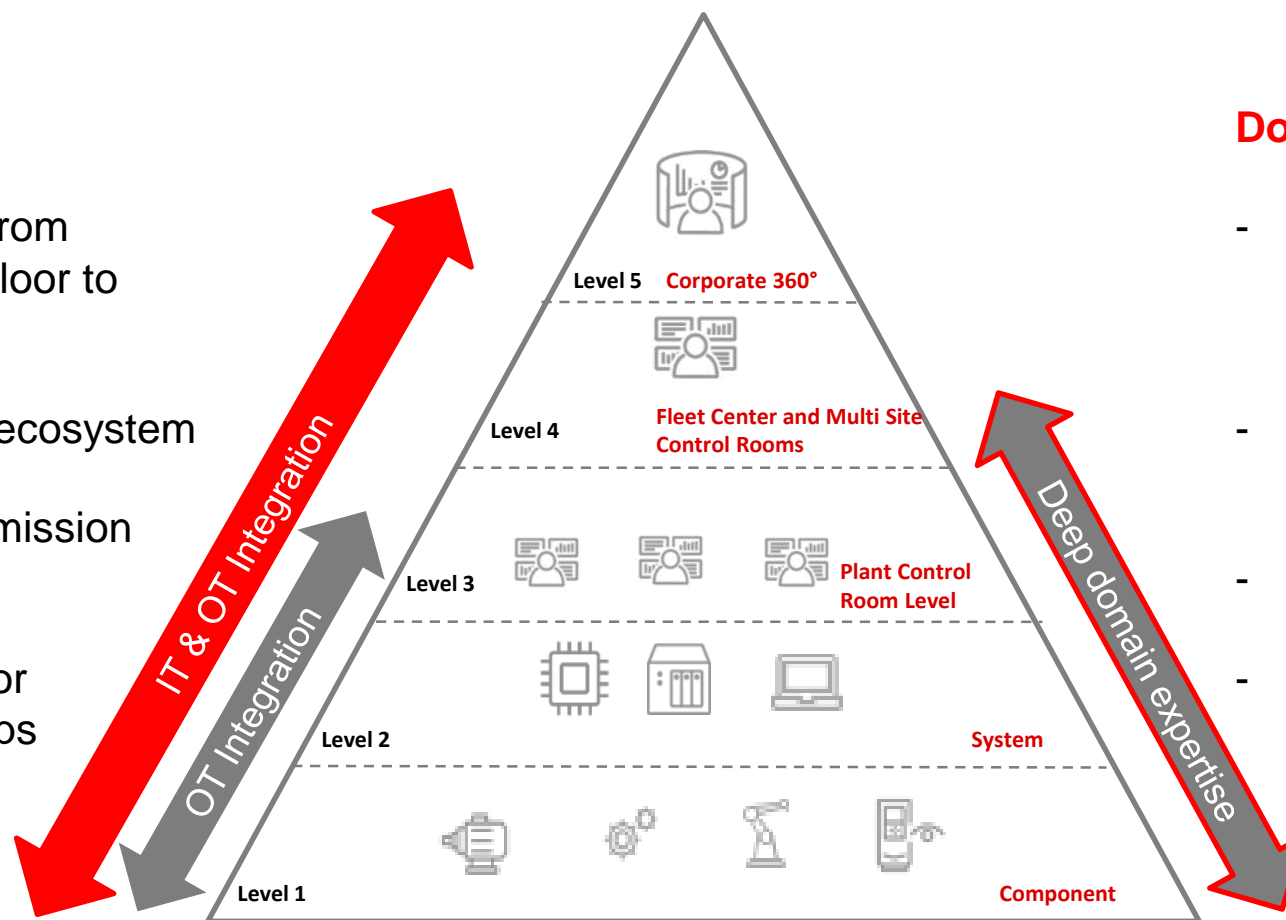 Do
rom
loor to
ecosystem
mission
or
os
IT & OT Integration
OT Integration
Level 5 Corporate 360°
Level 4 Fleet Center and Multi Site
Control Rooms
Level 3 Plant Control
Room Level
Level 2 System
Level 1 Component
Deep domain expertise
-
-
-
-